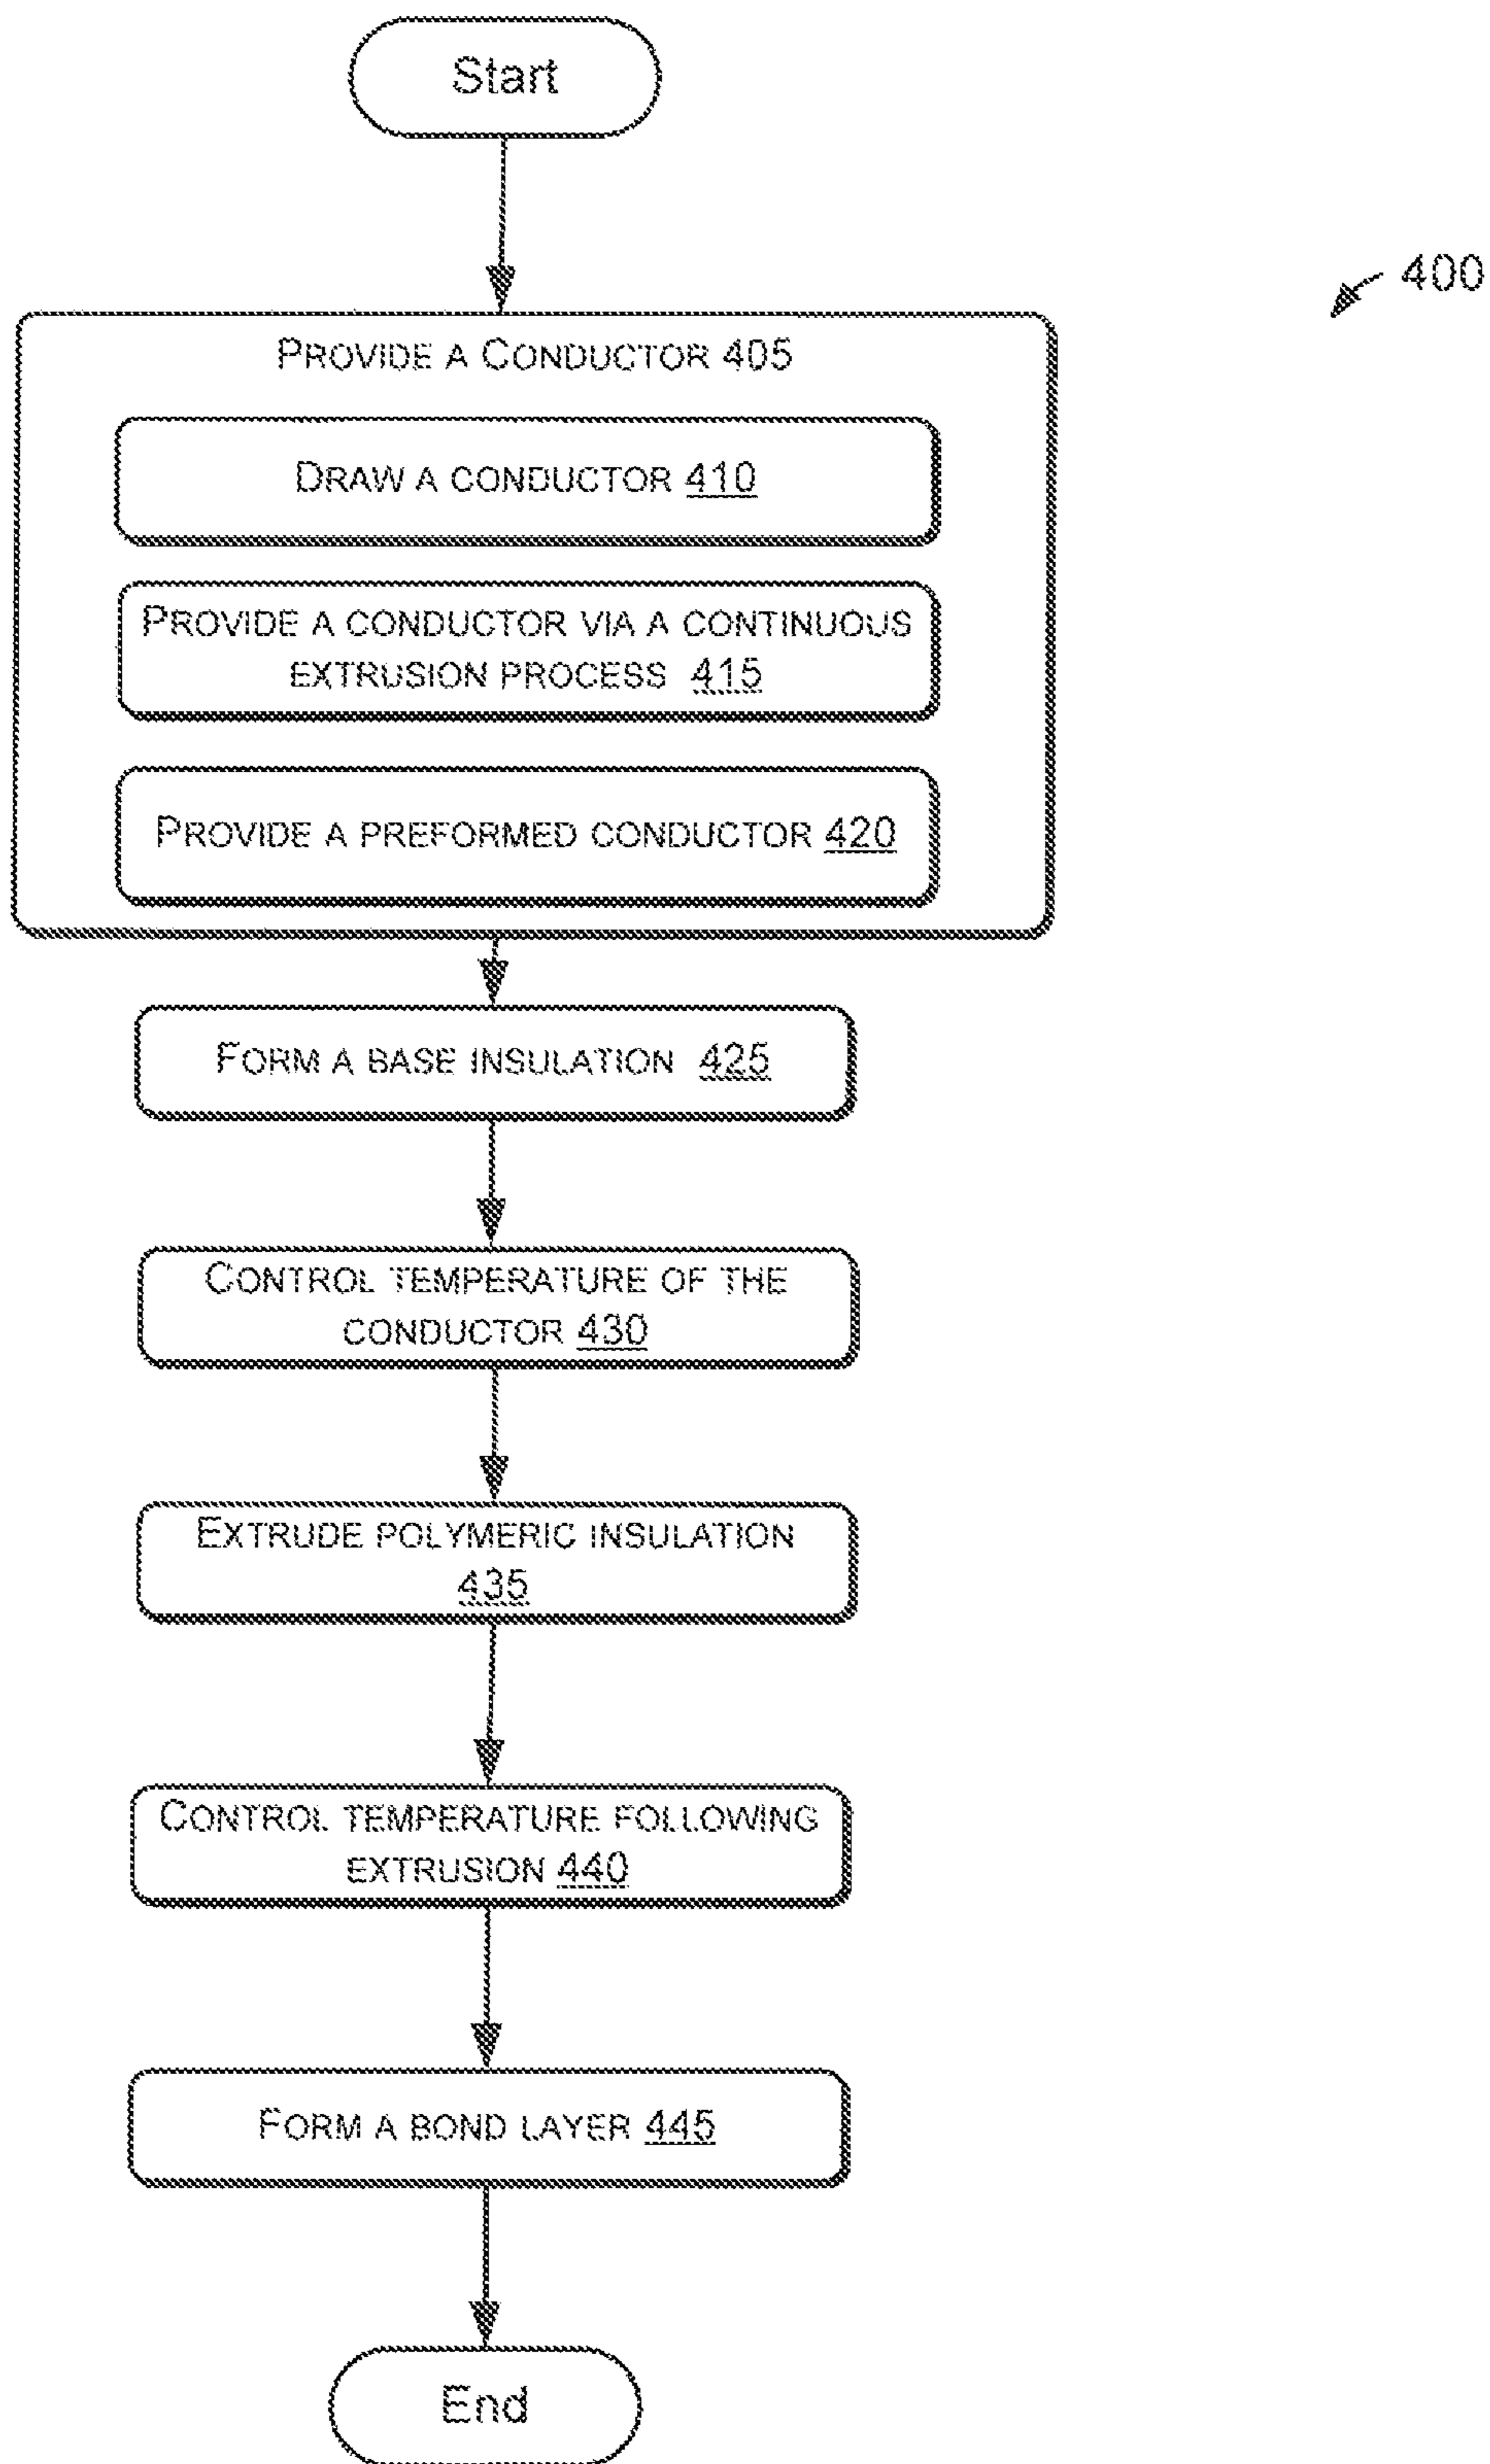 Start
400
PROVIDE A CONDUCTOR 405
DRAW A CONDUCTOR 410
PROVIDE A CONDUCTOR VIA A CONTINUOUS
EXTRUSION PROCESS 415
PROVIDE A PREFORMED CONDUCTOR 420
FORM A BASE INSULATION 425
CONTROL TEMPERATURE OF THE
CONDUCTOR 430
EXTRUDE POLYMERIC INSULATION
435
CONTROL TEMPERATURE FOLLOWING
EXTRUSION 440
FORM A BOND LAYER 445
End